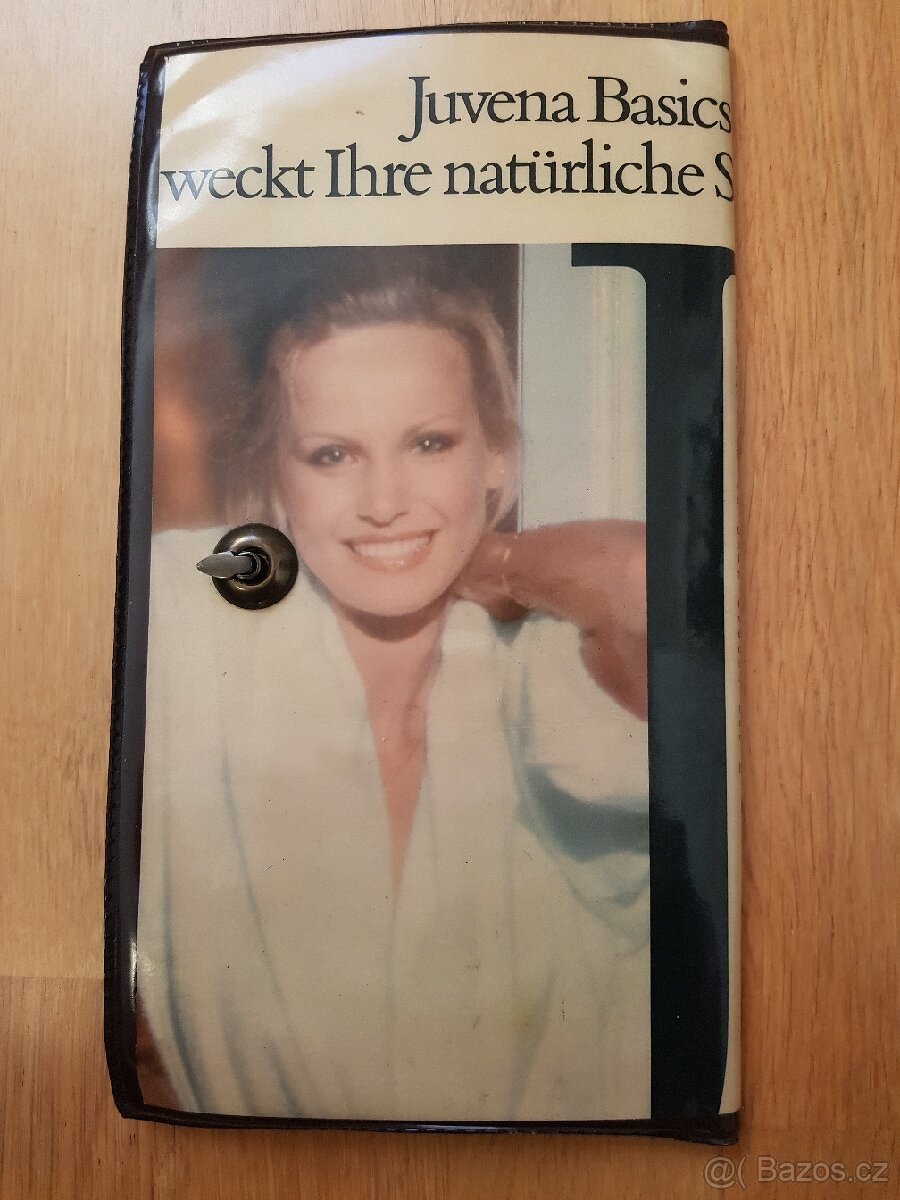 Juvena Basics
weckt Ihre natürliche S
@( Bazos.cz